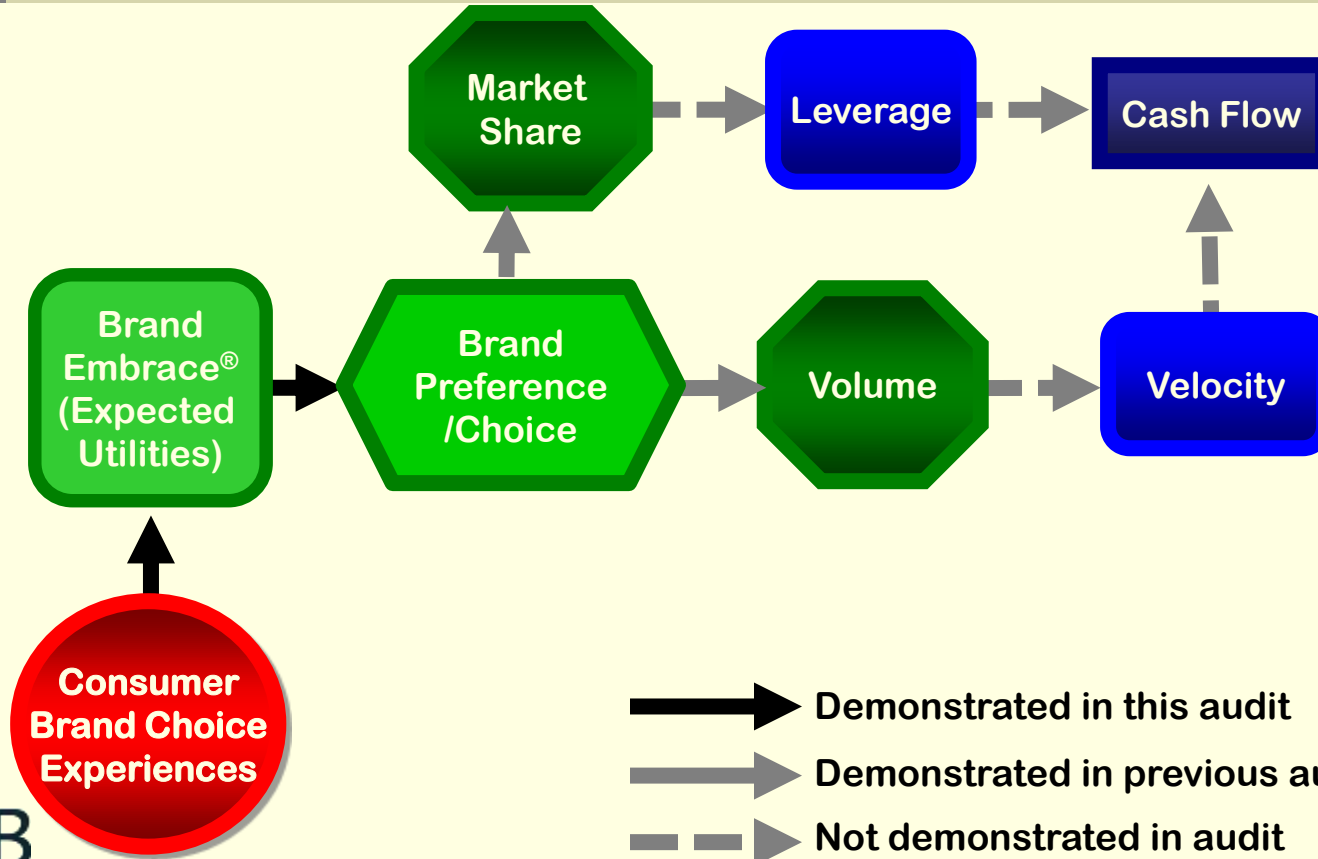 Market
Share
Leverage
Cash Flow
Brand
Embrace®
(Expected
Utilities)
Brand
Preference
/Choice
Volume
Velocity
Consumer
Brand Choice
Experiences
Demonstrated in this audit
Demonstrated in previous
Not demonstrated in audit
B